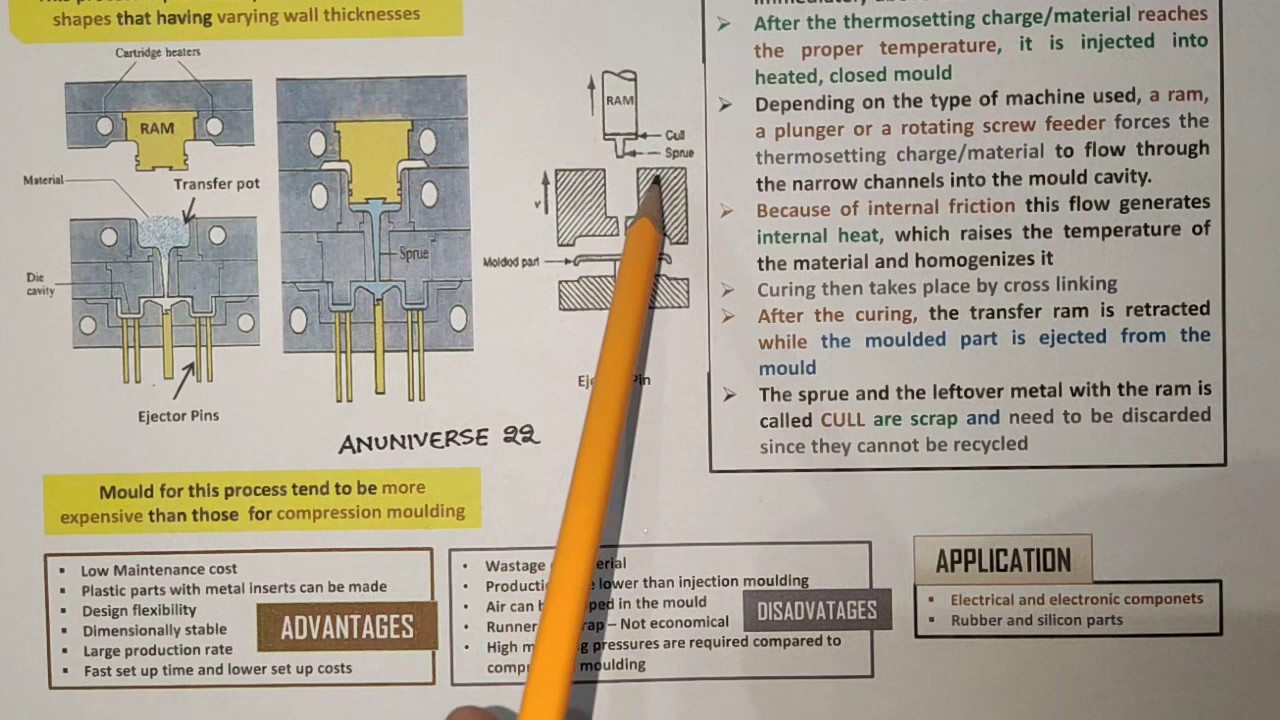 shapes that having varying wall thicknesses
Cartridge heaters
RAM
Material
Transfer pot
Die
cavity
Ejector Pins
Sprue
RAM
Cull
Sprue
v
Moldod part
Pin
ANUNIVERSE 22
After the thermosetting charge/material reaches
the proper temperature, it is injected into
heated, closed mould
Depending on the type of machine used, a ram,
a plunger or a rotating screw feeder forces the
thermosetting charge/material to flow through
the narrow channels into the mould cavity.
Because of internal friction this flow generates
internal heat, which raises the temperature of
the material and homogenizes it
Curing then takes place by cross linking
After the curing, the transfer ram is retracted
while the moulded part is ejected from the
mould
The sprue and the leftover metal with the ram is
called CULL are scrap and need to be discarded
since they cannot be recycled
Mould for this process tend to be more
expensive than those for compression moulding
Low Maintenance cost
Plastic parts with metal inserts can be made
Design flexibility
Dimensionally stable
Large production rate
Fast set up time and lower set up costs
ADVANTAGES
Wastage
lower than injection moulding
Air can in the mould
Runner – Not economical
High pressures are required compared to
moulding
DISADVATAGES
APPLICATION
Electrical and electronic componets
Rubber and silicon parts